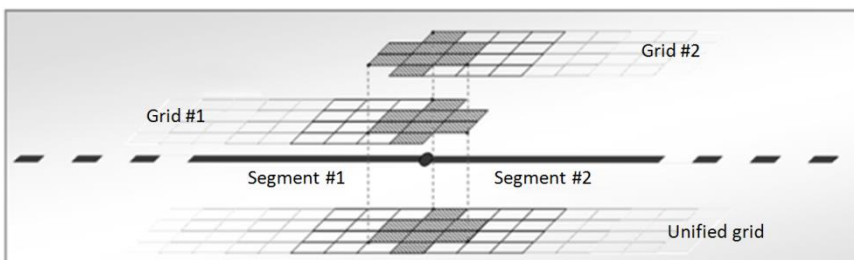 Grid #2
Grid #1
Segment #1
Segment #2
Unified grid